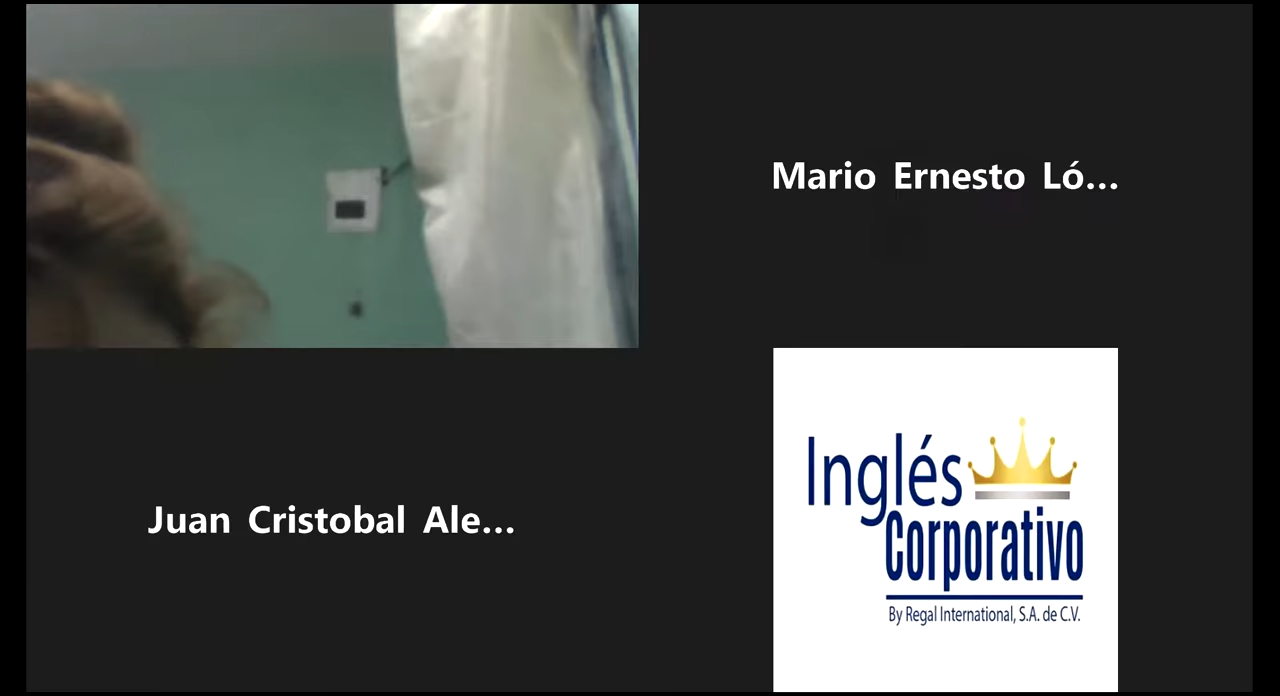 Mario Ernesto Ló...
Juan Cristobal Ale...
Inglés
Corporativo
By Regal International, S.A. de C.V.